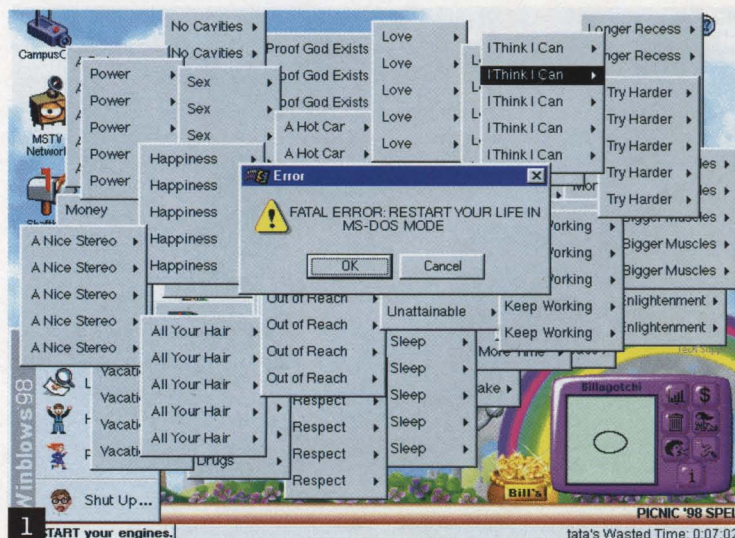 No Cavities
No Cavities
Proof God Exists
oof God Exists
oof God Exists
Love
Love
Love
Love
Love
I Think I Can
I Think I Can
I Think I Can
I Think I Can
I Think I Can
Longer Recess
nger Recess
CampusC
MSTV
Network
Power
Power
Power
Power
Power
Sex
Sex
Sex
A Hot Car
A Hot Car
Try Harder
Try Harder
Try Harder
Try Harder
Try Harder
Happiness
Happiness
Happiness
Happiness
Happiness
Money
Error
FATAL ERROR: RESTART YOUR LIFE IN
MS-DOS MODE
OK
Cancel
A Nice Stereo
A Nice Stereo
A Nice Stereo
A Nice Stereo
A Nice Stereo
Working
Working
Working
Keep Working
Keep Working
Bigger Muscles
Bigger Muscles
Enlightenment
Enlightenment
Out of Reach
Out of Reach
Out of Reach
Out of Reach
Unattainable
All Your Hair
All Your Hair
All Your Hair
All Your Hair
All Your Hair
Sleep
Sleep
Sleep
Sleep
Sleep
More Time
ake
Respect
Respect
Respect
Respect
Vacati
Vacati
Vacati
Drugs
Winblows98
Shut Up...
Billagotchi
$
Bill's
PICNIC '98 SPE
1
START your engines.
tata's Wasted Time: 0:07:02